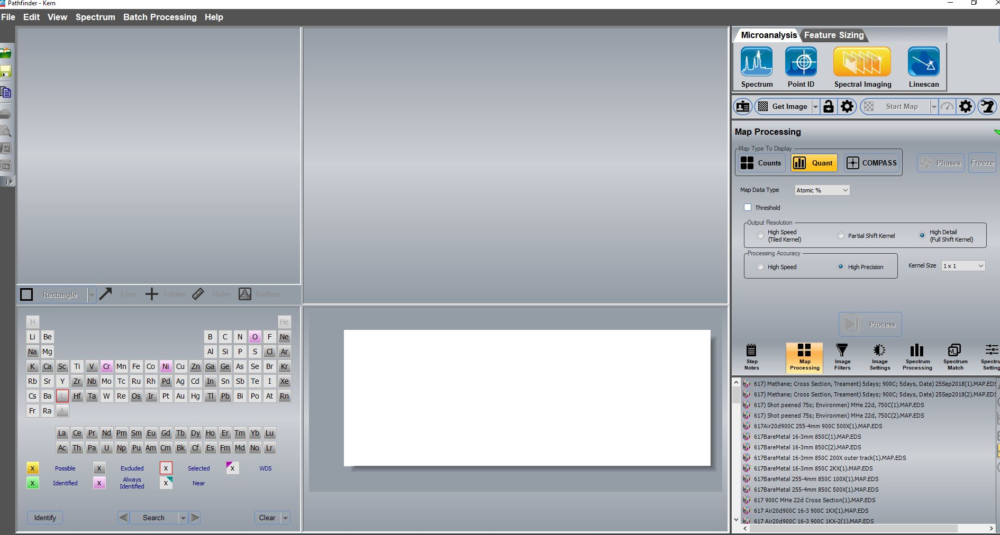 Pathfinder - Kern
File Edit View Spectrum Batch Processing Help
Microanalysis Feature Sizing
Spectrum Point ID Spectral Imaging Linescan
Get Image Start Map
Map Processing
Map Type To Display
Counts Quant COMPASS Phases Freeze
Map Data Type Atomic %
Threshold
Output Resolution
High Speed
(Tiled Kernel)
Partial Shift Kernel
High Detail
(Full Shift Kernel)
Processing Accuracy
High Speed High Precision Kernel Size 1 x 1
Process
Step
Notes
Map
Processing
Image
Filters
Image
Settings
Spectrum
Processing
Spectrum
Match
Spectru
Setting
617) Methane; Cross Section, Treament) 5days; 900C; 5days, Date) 25Sep2018(1).MAP.EDS
617) Methane; Cross Section, Treament) 5days; 900C; 5days, Date) 25Sep2018(2).MAP.EDS
617) Shot peened 75s; Environmen) MHe 22d, 750C(1).MAP.EDS
617) Shot peened 75s; Environmen) MHe 22d, 750C(2).MAP.EDS
617Air20d900C 255-4mm 900C 500X(1).MAP.EDS
617BareMetal 16-3mm 850C(1).MAP.EDS
617BareMetal 16-3mm 850C(2).MAP.EDS
617BareMetal 16-3mm 850C 200X outer track(1).MAP.EDS
617BareMetal 16-3mm 850C 2KX(1).MAP.EDS
617BareMetal 255-4mm 850C 100X(1).MAP.EDS
617BareMetal 255-4mm 850C 500X(1).MAP.EDS
617 900C MHe 22d Cross Section(1).MAP.EDS
617 Air20d900C 16-3 900C 1KX(1).MAP.EDS
617 Air20d900C 16-3 900C 1KX-2(1).MAP.EDS
Rectangle Line Cursor Ruler Surface
H He
Li Be B C N O F Ne
Na Mg Al Si P S Cl Ar
K Ca Sc Ti V Cr Mn Fe Co Ni Cu Zn Ga Ge As Se Br Kr
Rb Sr Y Zr Nb Mo Tc Ru Rh Pd Ag Cd In Sn Sb Te I Xe
Cs Ba L Hf Ta W Re Os Ir Pt Au Hg Tl Pb Bi Po At Rn
Fr Ra A
La Ce Pr Nd Pm Sm Eu Gd Tb Dy Ho Er Tm Yb Lu
Ac Th Pa U Np Pu Am Cm Bk Cf Es Fm Md No Lr
x Possible x Excluded x Selected x WDS
x Identified x Always
Identified x Near
Identify Search Clear